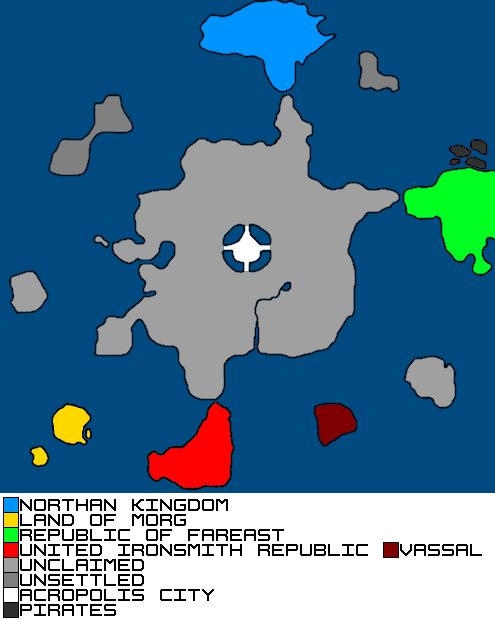 NORTHAN KINGDOM
LAND OF MORG
REPUBLIC OF FAREAST
UNITED IRONSMITH REPUBLIC VASSAL
UNCLAIMED
UNSETTLED
ACROPOLIS CITY
PIRATES